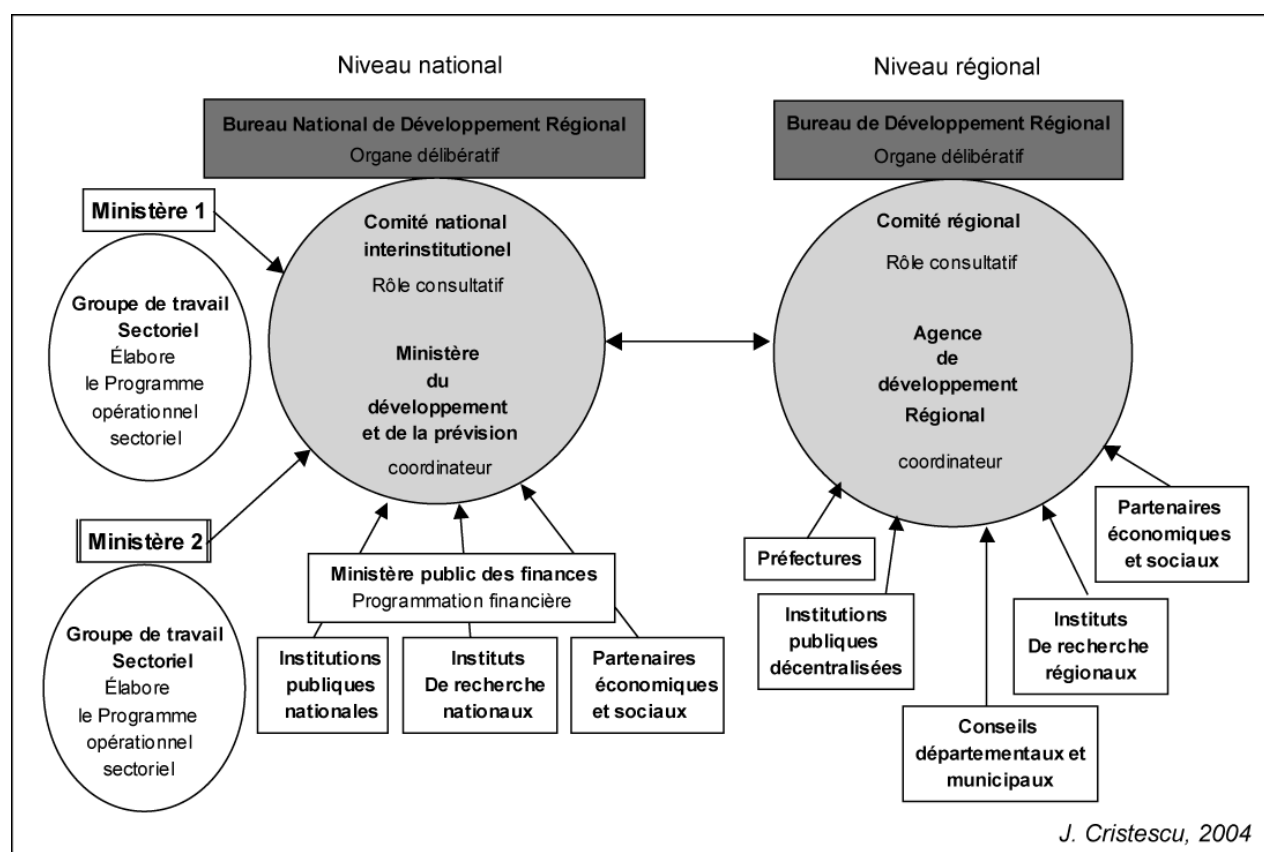 Niveau national
Bureau National de Développement Régional
Organe délibératif
Ministère 1
Groupe de travail
Sectoriel
Élabore
le Programme
opérationnel
sectoriel
Comité national
interinstitutionel
Rôle consultatif
Ministère
du
développement
et de la prévision
coordinateur
Ministère 2
Groupe de travail
Sectoriel
Élabore
le Programme
opérationnel
sectoriel
Ministère public des finances
Programmation financière
Institutions
publiques
nationales
Instituts
De recherche
nationaux
Partenaires
économiques
et sociaux
Niveau régional
Bureau de Développement Régional
Organe délibératif
Comité régional
Rôle consultatif
Agence
de
développement
Régional
coordinateur
Préfectures
Institutions
publiques
décentralisées
Conseils
départementaux et
municipaux
Instituts
De recherche
régionaux
Partenaires
économiques
et sociaux
J. Cristescu, 2004